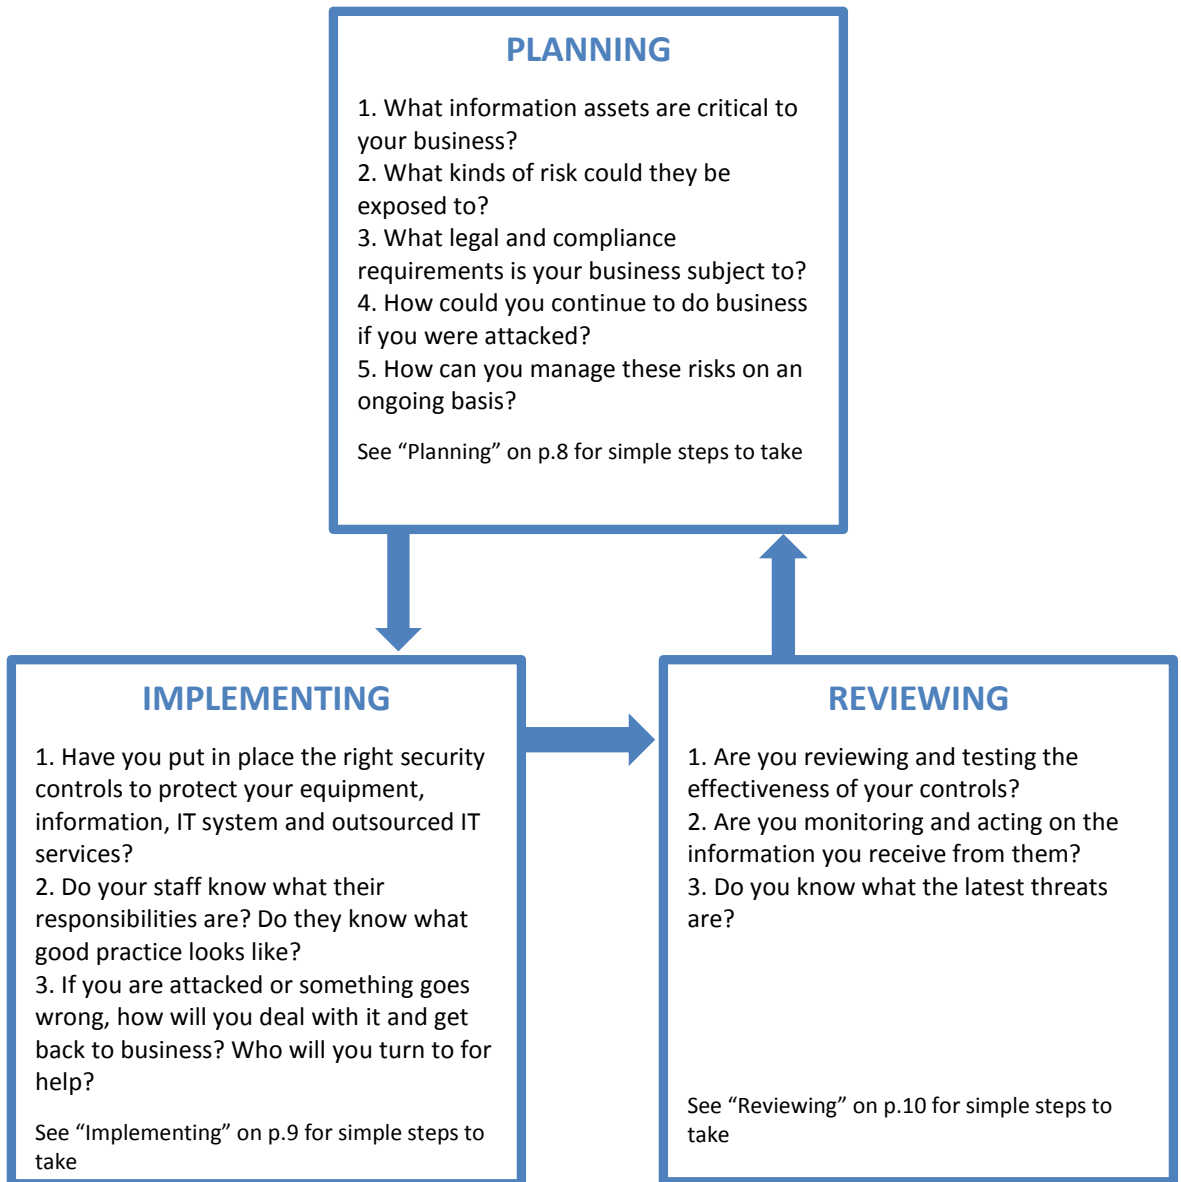 PLANNING
1. What information assets are critical to
your business?
2. What kinds of risk could they be
exposed to?
3. What legal and compliance
requirements is your business subject to?
4. How could you continue to do business
if you were attacked?
5. How can you manage these risks on an
ongoing basis?
See “Planning” on p.8 for simple steps to take
IMPLEMENTING
1. Have you put in place the right security
controls to protect your equipment,
information, IT system and outsourced IT
services?
2. Do your staff know what their
responsibilities are? Do they know what
good practice looks like?
3. If you are attacked or something goes
wrong, how will you deal with it and get
back to business? Who will you turn to for
help?
See “Implementing” on p.9 for simple steps to
take
REVIEWING
1. Are you reviewing and testing the
effectiveness of your controls?
2. Are you monitoring and acting on the
information you receive from them?
3. Do you know what the latest threats
are?
See “Reviewing” on p.10 for simple steps to
take